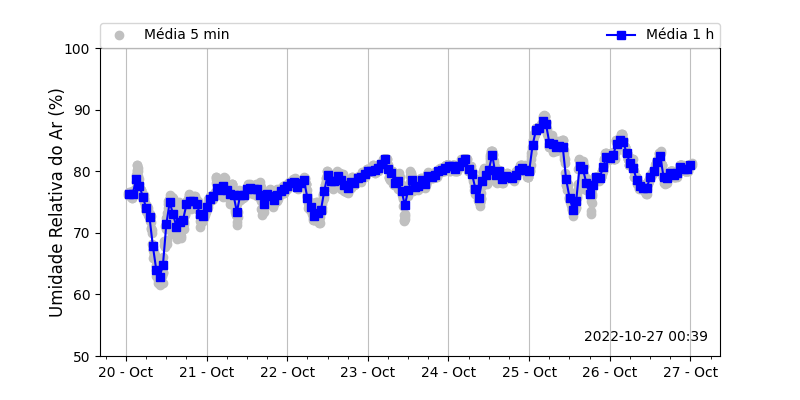 Média 5 min
Média 1 h
Umidade Relativa do Ar (%)
100
90
80
70
60
50
2022-10-27 00:39
20 - Oct
21 - Oct
22 - Oct
23 - Oct
24 - Oct
25 - Oct
26 - Oct
27 - Oct